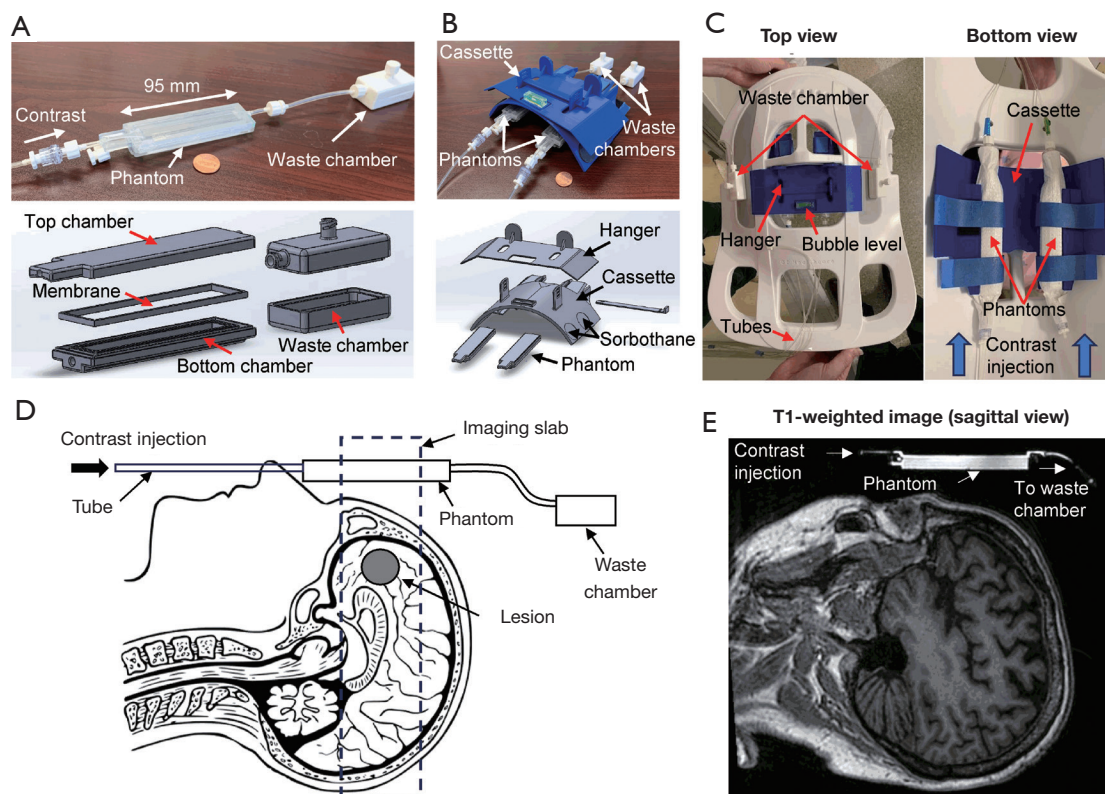 A
95 mm
Contrast
Phantom
Waste chamber
Top chamber
Membrane
Bottom chamber
Waste chamber
B
Cassette
Phantoms
Waste
chambers
Hanger
Cassette
Sorbothane
Phantom
C
Top view
Bottom view
Waste chamber
Cassette
Hanger
Bubble level
Tubes
Phantoms
Contrast
injection
D
Contrast injection
Tube
Imaging slab
Phantom
Waste
chamber
Lesion
E
T1-weighted image (sagittal view)
Contrast
injection
Phantom
To waste
chamber